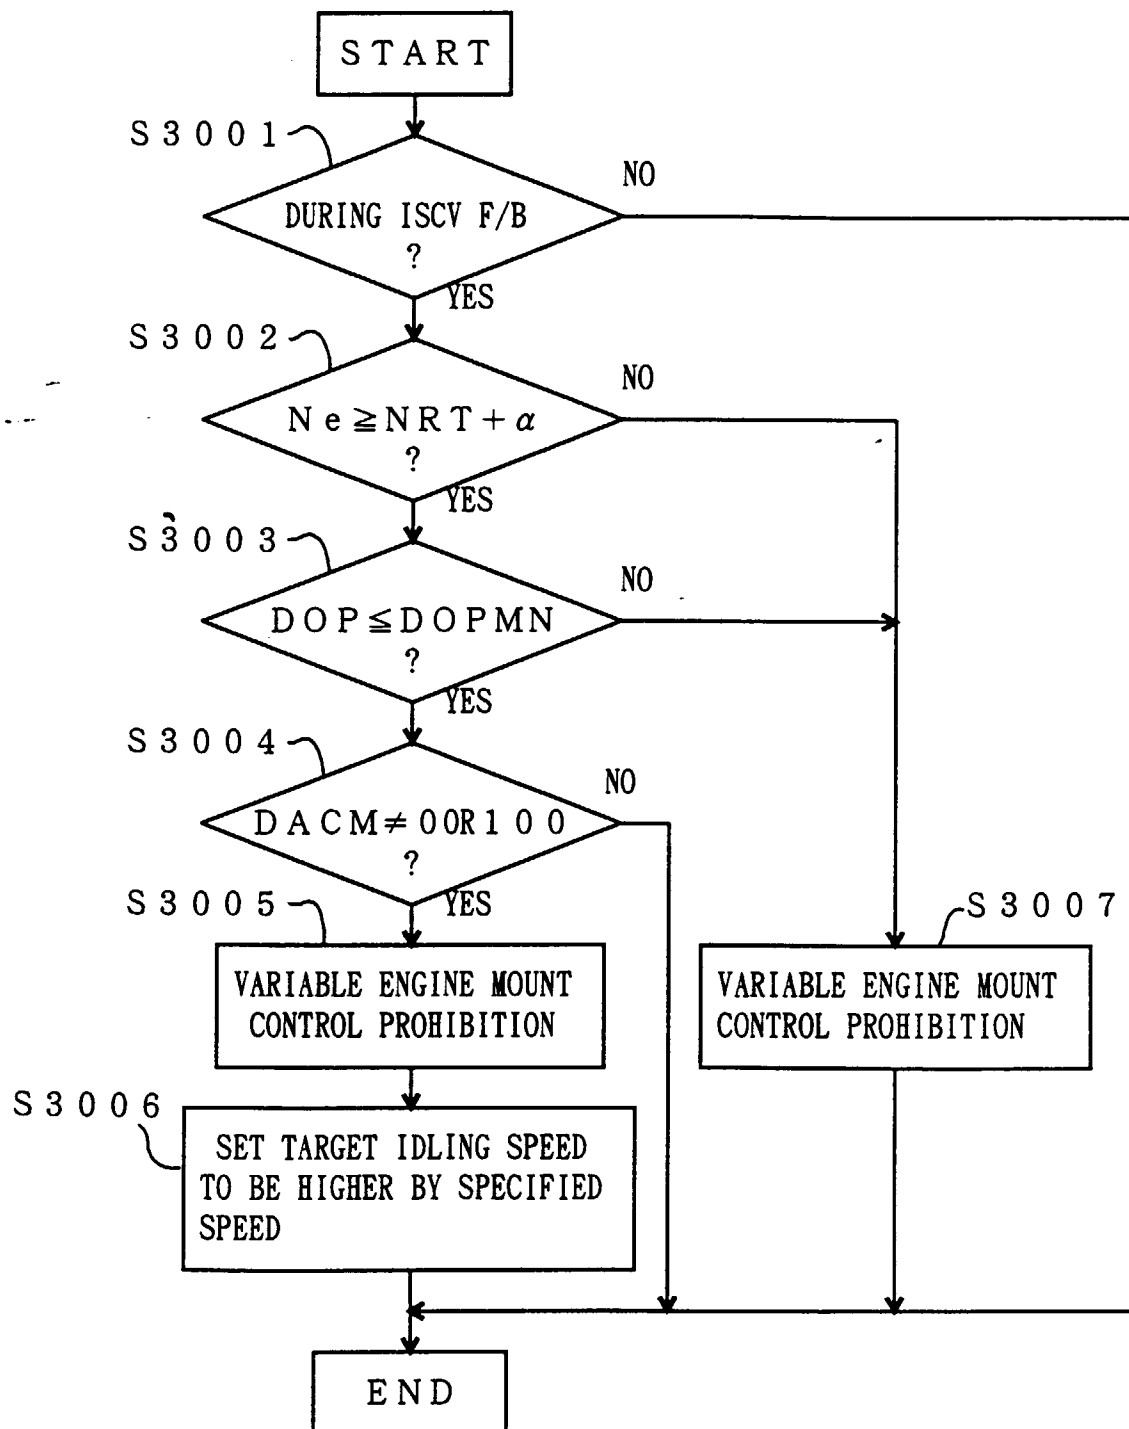 START
S3001
NO
DURING ISCV F/B
?
YES
S3002
NO
Ne≧NRT+α
?
YES
S3003
NO
DOP≦DOPMN
?
YES
S3004
NO
DACM≠00R100
?
YES
S3005
S3007
VARIABLE ENGINE MOUNT
CONTROL PROHIBITION
VARIABLE ENGINE MOUNT
CONTROL PROHIBITION
S3006
SET TARGET IDLING SPEED
TO BE HIGHER BY SPECIFIED
SPEED
END